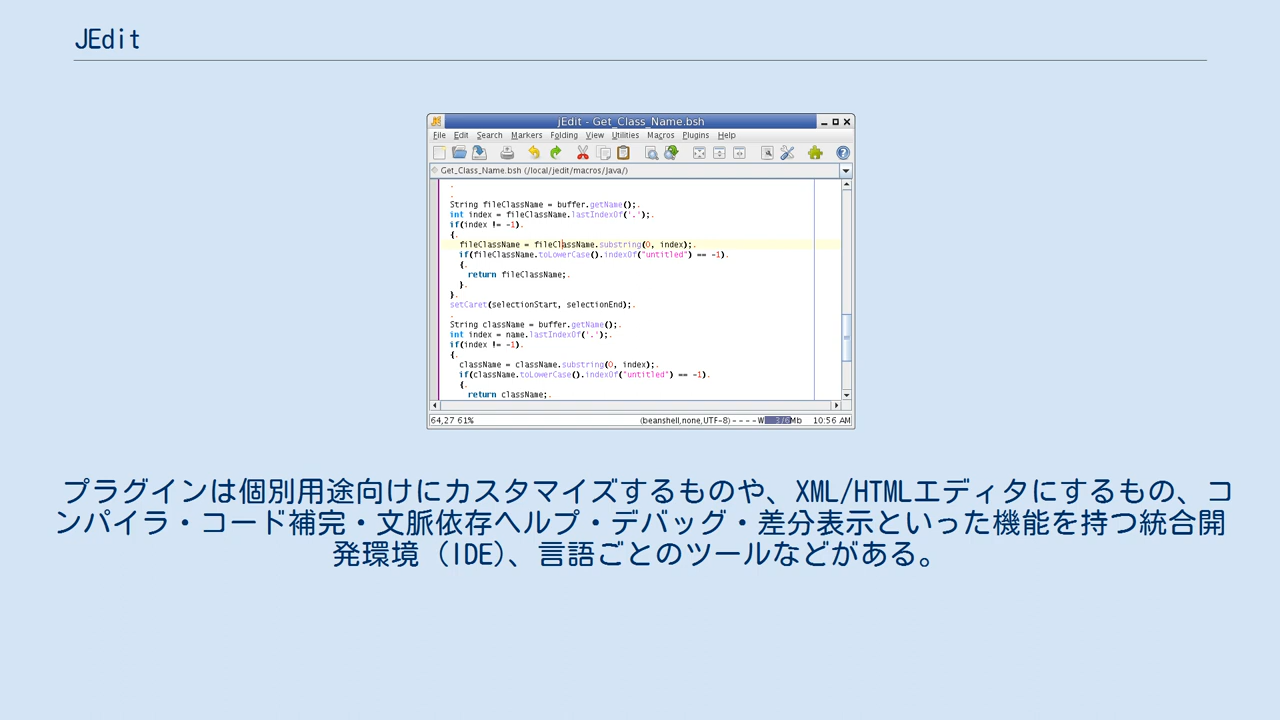 JEdit
jEdit - Get_Class_Name.bsh
File Edit Search Markers Folding View Utilities Macros Plugins Help
Get_Class_Name.bsh (/local/jedit/macros/Java/)
.
.
String fileClassName = buffer.getName();.
int index = fileClassName.lastIndexOf('.');.
if(index != -1).
{.
fileClassName = fileClassName.substring(0, index);.
if(fileClassName.toLowerCase().indexOf("untitled") == -1).
{.
return fileClassName;.
}.
}.
setCaret(selectionStart, selectionEnd);.
.
String className = buffer.getName();.
int index = name.lastIndexOf('.');.
if(index != -1).
{.
className = className.substring(0, index);.
if(className.toLowerCase().indexOf("untitled") == -1).
{.
return className;.
64,27 61% (beanshell,none,UTF-8) - - - - W Mb 10:56 AM
プラグインは個別用途向けにカスタマイズするものや、XML/HTMLエディタにするもの、コ
ンパイラ・コード補完・文脈依存ヘルプ・デバッグ・差分表示といった機能を持つ統合開
発環境（IDE)、言語ごとのツールなどがある。